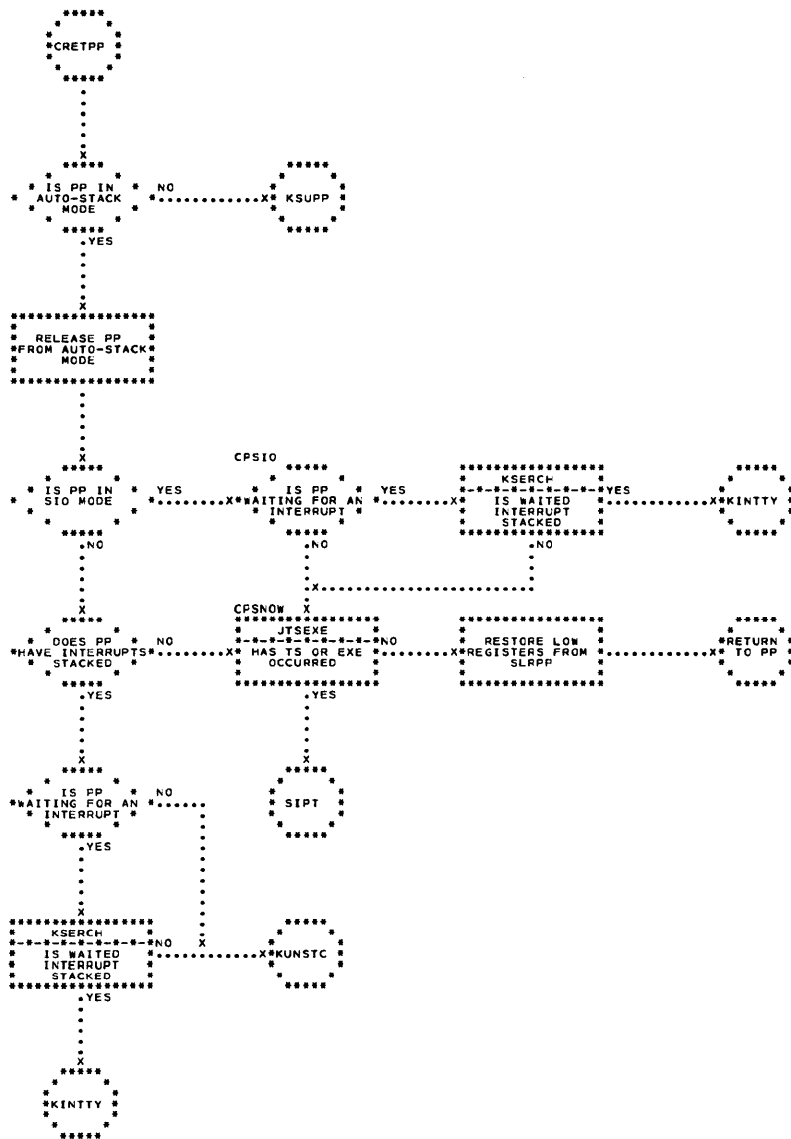 CRETPP
IS PP IN
AUTO-STACK
MODE
NO
KSUPP
YES
RELEASE PP
FROM AUTO-STACK
MODE
CPSIO
IS PP IN
SIO MODE
YES
IS PP
WAITING FOR AN
INTERRUPT
YES
KSERCH
IS WAITED
INTERRUPT
STACKED
YES
KINTTY
NO
NO
NO
CPSNOW
DOES PP
HAVE INTERRUPTS
STACKED
NO
JTSEXE
HAS TS OR EXE
OCCURRED
NO
RESTORE LOW
REGISTERS FROM
SLRPP
RETURN
TO PP
YES
YES
IS PP
WAITING FOR AN
INTERRUPT
NO
SIPT
YES
KSERCH
IS WAITED
INTERRUPT
STACKED
NO
KUNSTC
YES
KINTTY